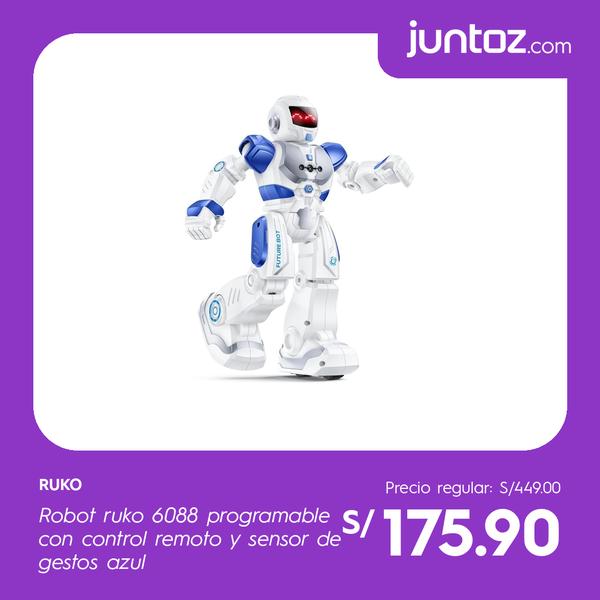 juntoz.com
FUTURE BOT
RUKO
Robot ruko 6088 programable
con control remoto y sensor de
gestos azul
Precio regular: S/449.00
S/175.90